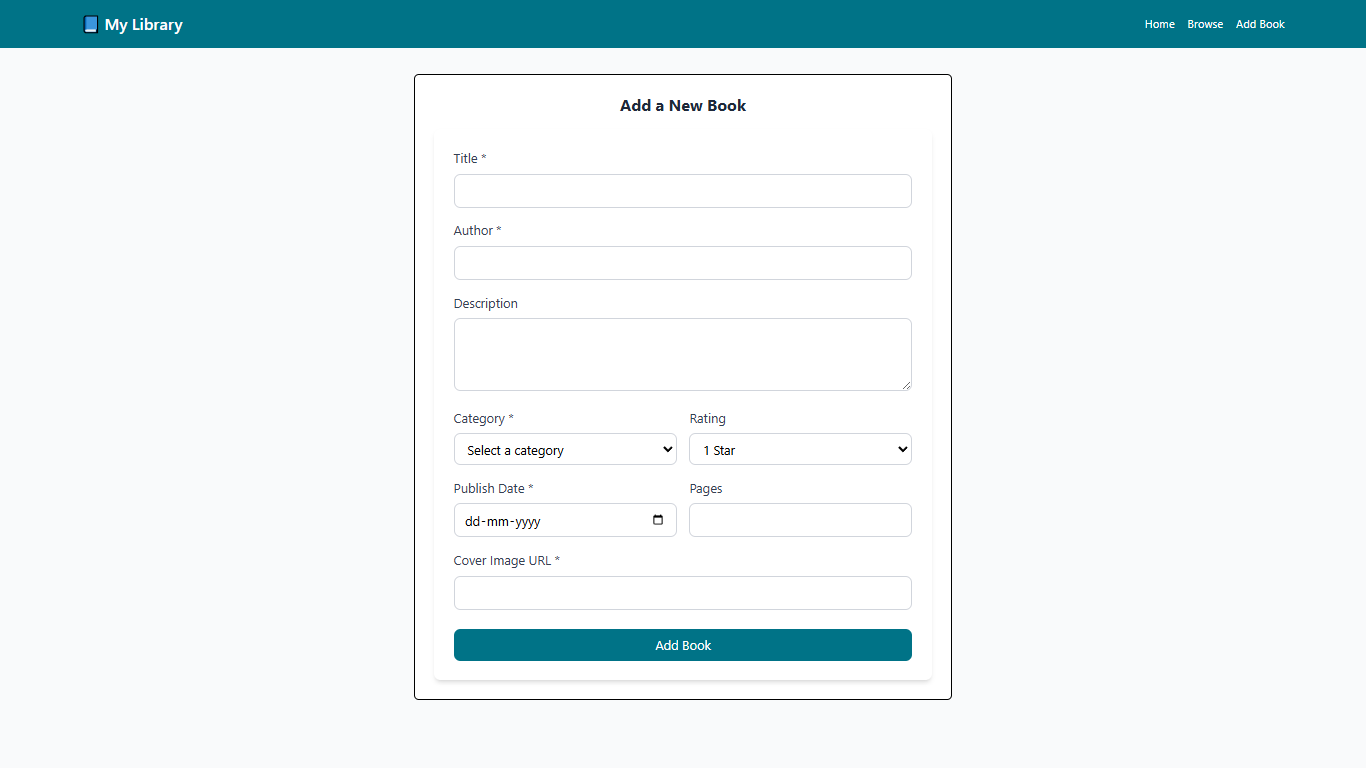 My Library
Home Browse Add Book
Add a New Book
Title *
Author *
Description
Category * Rating
Select a category 1 Star
Publish Date * Pages
dd-mm-yyyy
Cover Image URL *
Add Book